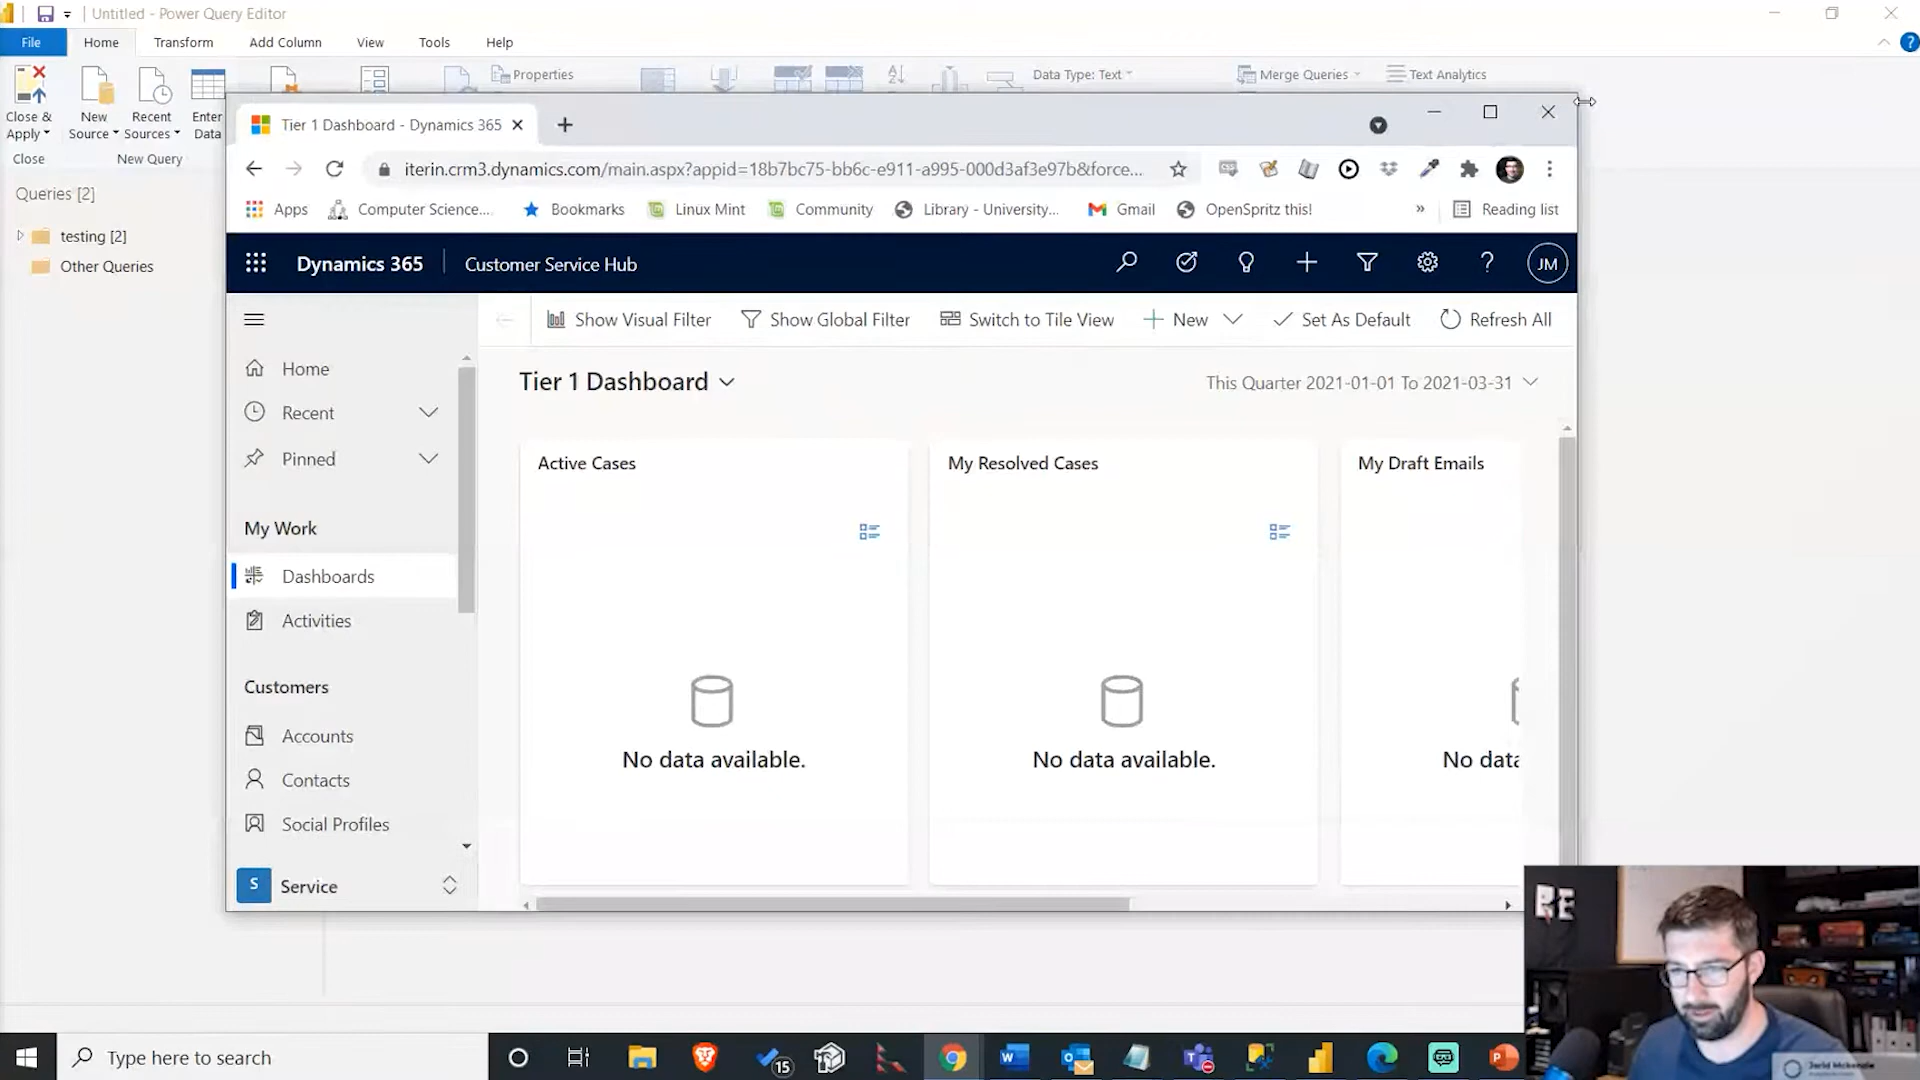 Untitled - Power Query Editor
File Home Transform Add Column View Tools Help
Close & Apply
New Source
Recent Sources
Enter Data
Properties
Data Type: Text
Merge Queries
Text Analytics
Close
New Query
Queries [2]
testing [2]
Other Queries
Tier 1 Dashboard - Dynamics 365
iterin.crm3.dynamics.com/main.aspx?appid=18b7bc75-bb6c-e911-a995-000d3af3e97b&force...
Apps Computer Science... Bookmarks Linux Mint Community Library - University... Gmail OpenSpritz this! » Reading list
Dynamics 365 Customer Service Hub JM
Show Visual Filter Show Global Filter Switch to Tile View New Set As Default Refresh All
Home
Recent
Pinned
My Work
Dashboards
Activities
Customers
Accounts
Contacts
Social Profiles
S Service
Tier 1 Dashboard
This Quarter 2021-01-01 To 2021-03-31
Active Cases
No data available.
My Resolved Cases
No data available.
My Draft Emails
No data
Type here to search
15